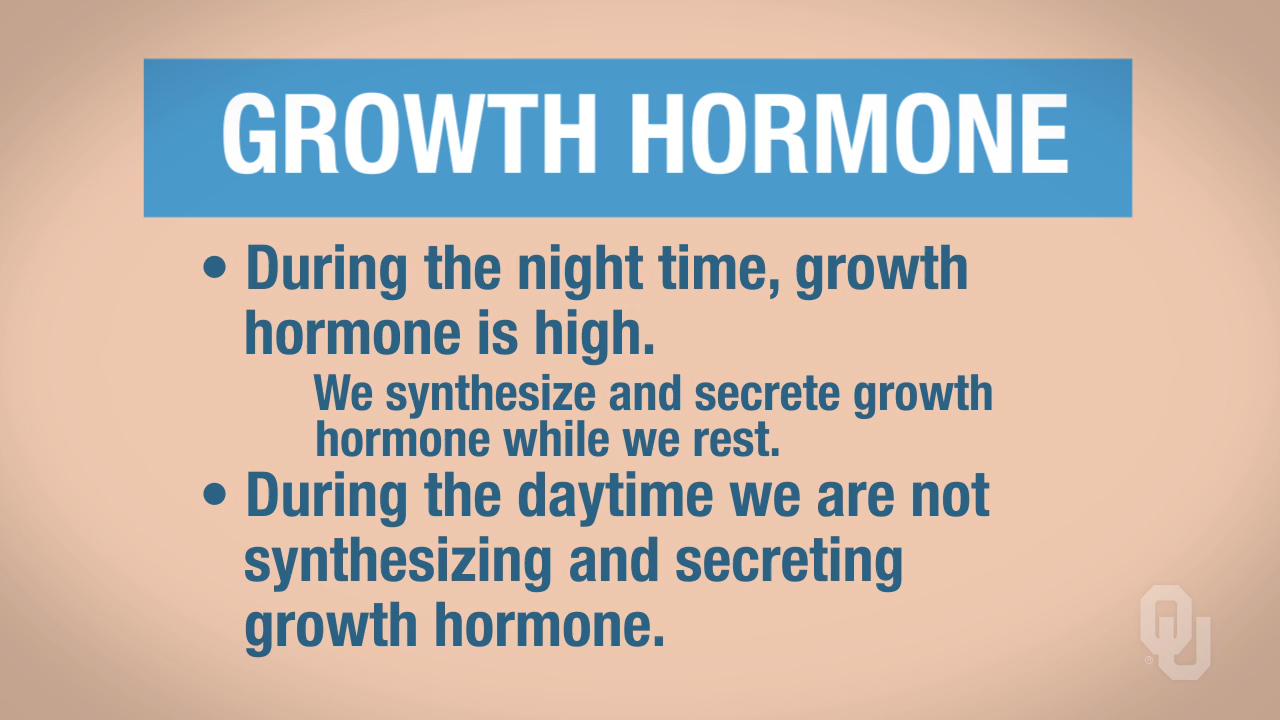 GROWTH HORMONE
• During the night time, growth
hormone is high.
We synthesize and secrete growth
hormone while we rest.
• During the daytime we are not
synthesizing and secreting
growth hormone.
OU
®